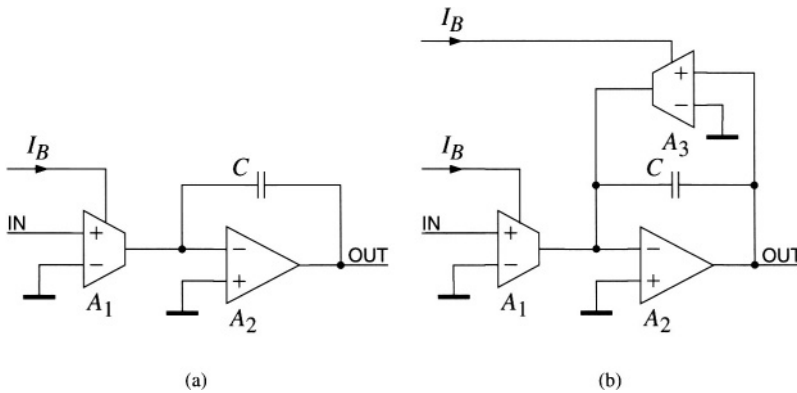 I_B
C
IN
+
−
A_1
−
+
A_2
OUT
(a)
I_B
+
−
A_3
I_B
C
IN
+
−
A_1
−
+
A_2
OUT
(b)